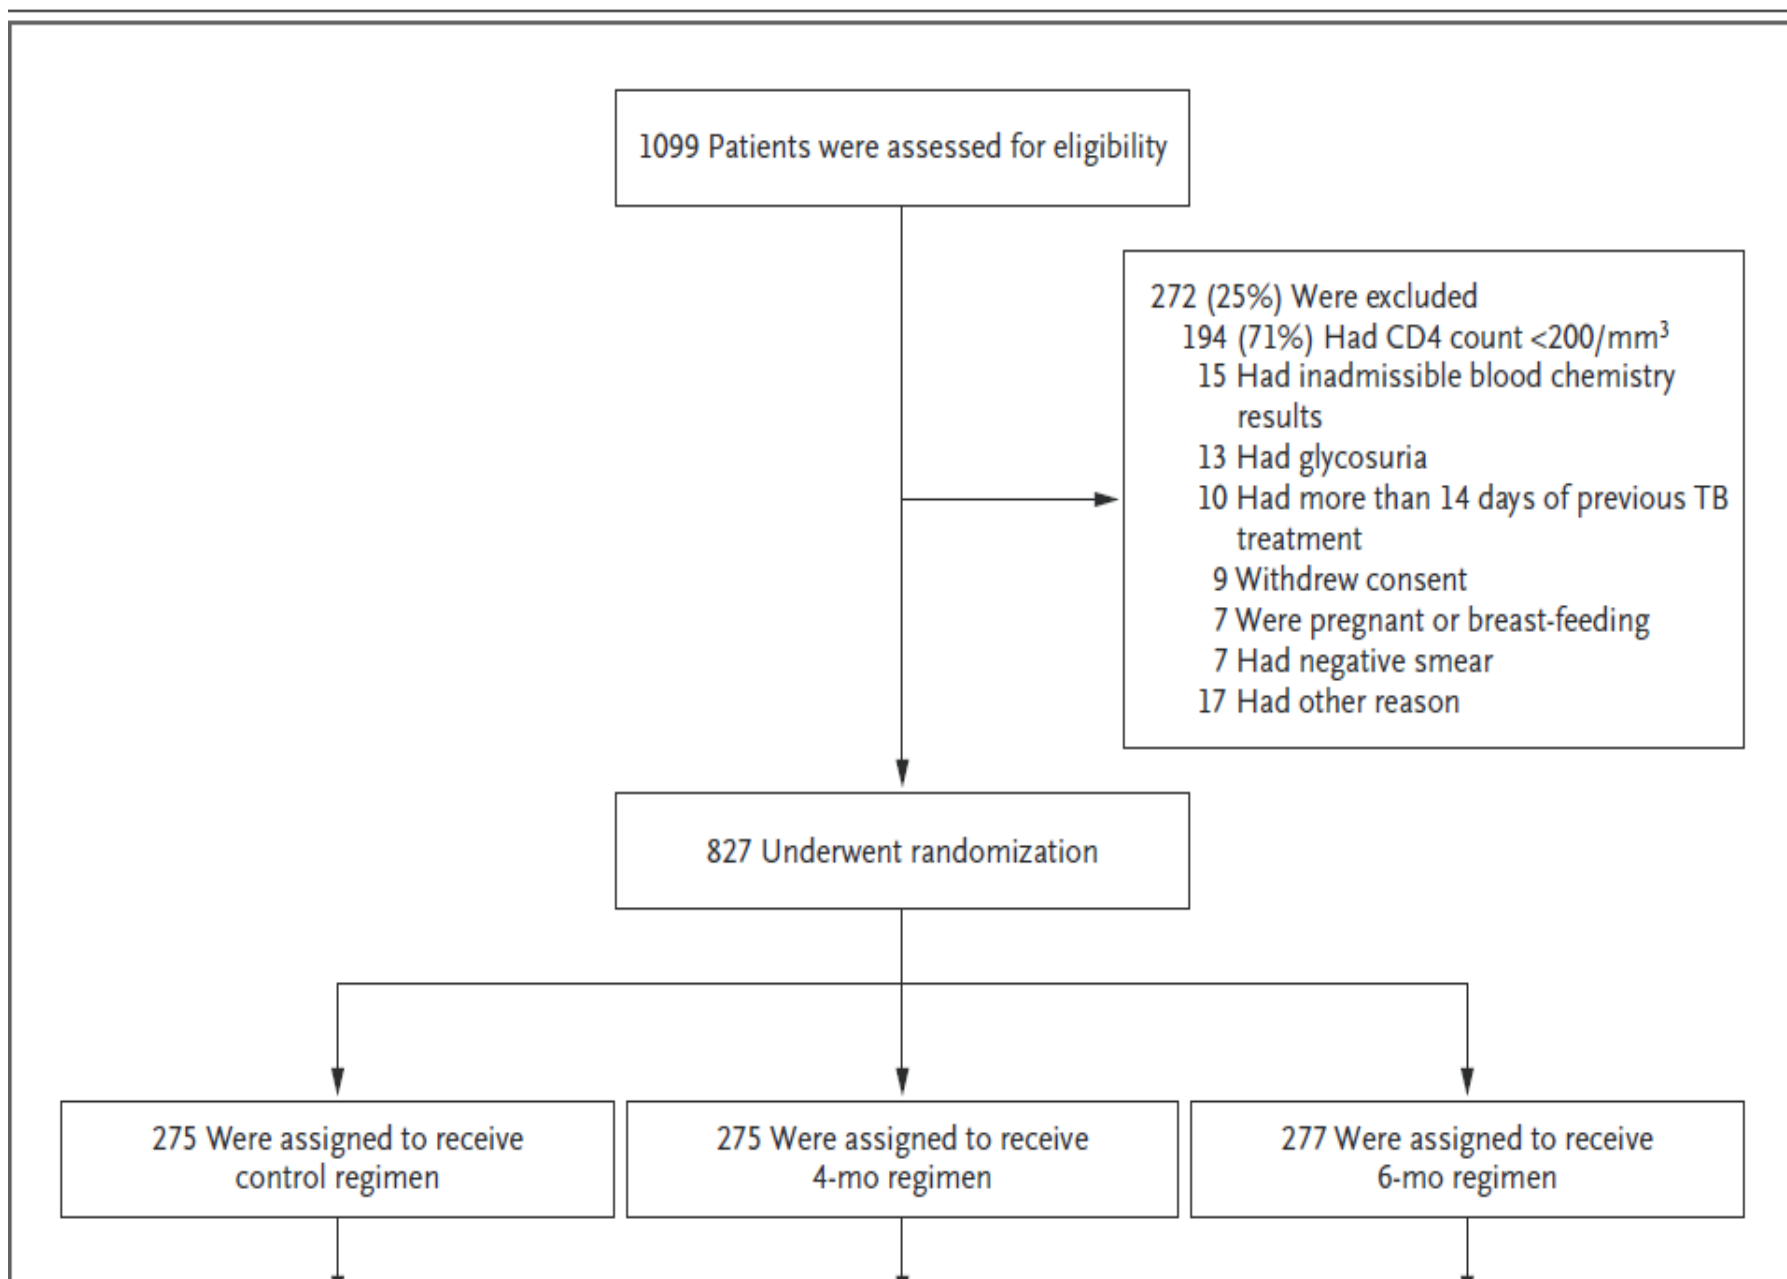 1099 Patients were assessed for eligibility
272 (25%) Were excluded
194 (71%) Had CD4 count <200/mm³
15 Had inadmissible blood chemistry
results
13 Had glycosuria
10 Had more than 14 days of previous TB
treatment
9 Withdrew consent
7 Were pregnant or breast-feeding
7 Had negative smear
17 Had other reason
827 Underwent randomization
275 Were assigned to receive
control regimen
275 Were assigned to receive
4-mo regimen
277 Were assigned to receive
6-mo regimen